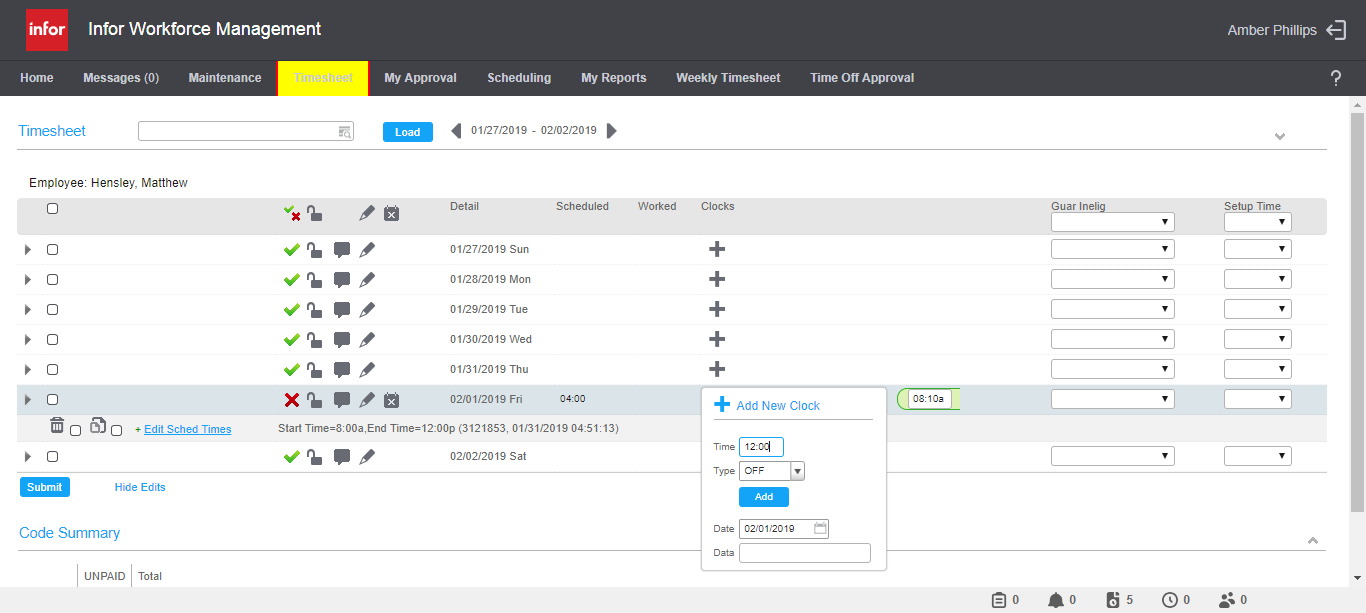 infor Infor Workforce Management Amber Phillips
Home Messages (0) Maintenance Timesheet My Approval Scheduling My Reports Weekly Timesheet Time Off Approval ?
Timesheet Load 01/27/2019 - 02/02/2019
Employee: Hensley, Matthew
Detail Scheduled Worked Clocks Guar Inelig Setup Time
01/27/2019 Sun
01/28/2019 Mon
01/29/2019 Tue
01/30/2019 Wed
01/31/2019 Thu
02/01/2019 Fri 04:00 08:10a
+ Edit Sched Times Start Time=8:00a,End Time=12:00p (3121853, 01/31/2019 04:51:13)
02/02/2019 Sat
Add New Clock
Time 12:00
Type OFF
Add
Date 02/01/2019
Data
Submit Hide Edits
Code Summary
UNPAID Total
0 0 5 0 0